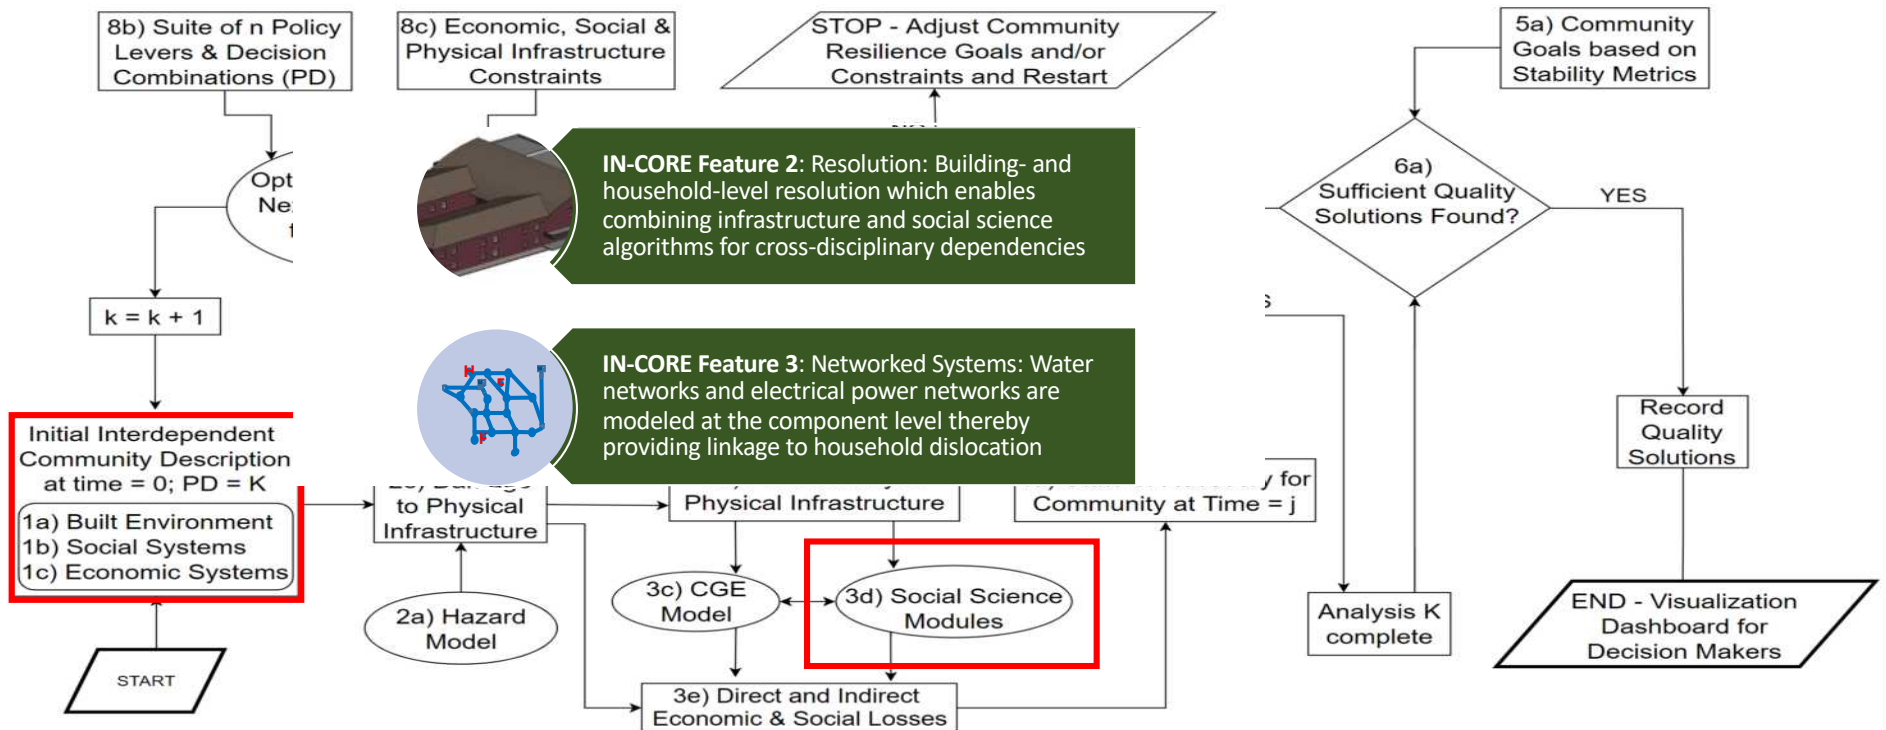 8b) Suite of n Policy
Levers & Decision
Combinations (PD)
8c) Economic, Social &
Physical Infrastructure
Constraints
STOP - Adjust Community
Resilience Goals and/or
Constraints and Restart
5a) Community
Goals based on
Stability Metrics
6a)
Sufficient Quality
Solutions Found?
YES
k = k + 1
IN-CORE Feature 2: Resolution: Building- and
household-level resolution which enables
combining infrastructure and social science
algorithms for cross-disciplinary dependencies
IN-CORE Feature 3: Networked Systems: Water
networks and electrical power networks are
modeled at the component level thereby
providing linkage to household dislocation
Initial Interdependent
Community Description
at time = 0; PD = K
1a) Built Environment
1b) Social Systems
1c) Economic Systems
START
to Physical
Infrastructure
2a) Hazard
Model
Physical Infrastructure
3c) CGE
Model
3d) Social Science
Modules
3e) Direct and Indirect
Economic & Social Losses
for
Community at Time = j
Analysis K
complete
Record
Quality
Solutions
END - Visualization
Dashboard for
Decision Makers